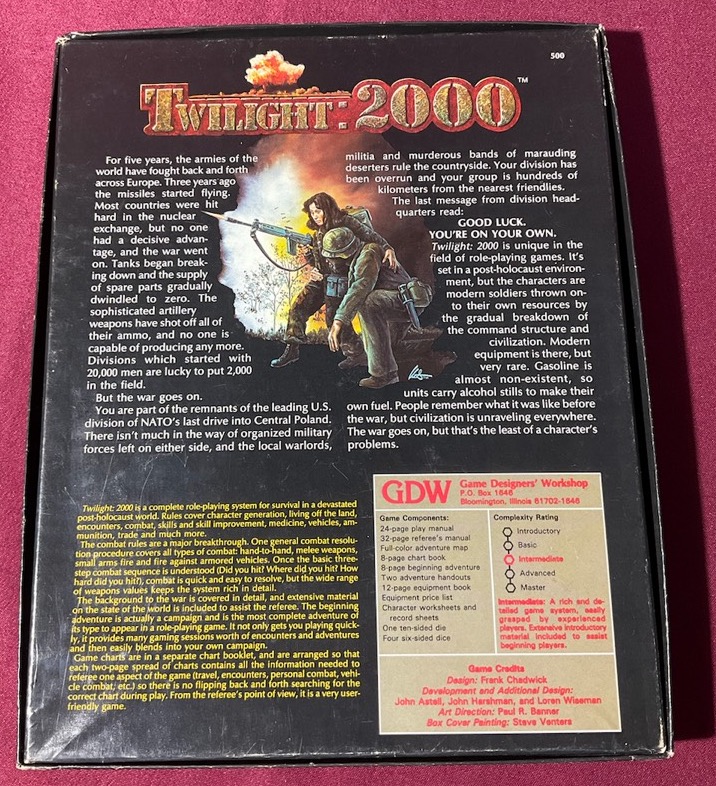 500
TWILIGHT: 2000™
For five years, the armies of the
world have fought back and forth
across Europe. Three years ago
the missiles started flying.
Most countries were hit
hard in the nuclear
exchange, but no one
had a decisive advan-
tage, and the war went
on. Tanks began break-
ing down and the supply
of spare parts gradually
dwindled to zero. The
sophisticated artillery
weapons have shot off all of
their ammo, and no one is
capable of producing any more.
Divisions which started with
20,000 men are lucky to put 2,000
in the field.
But the war goes on.
You are part of the remnants of the leading U.S.
division of NATO's last drive into Central Poland.
There isn't much in the way of organized military
forces left on either side, and the local warlords,
militia and murderous bands of marauding
deserters rule the countryside. Your division has
been overrun and your group is hundreds of
kilometers from the nearest friendlies.
The last message from division head-
quarters read:
GOOD LUCK.
YOU'RE ON YOUR OWN.
Twilight: 2000 is unique in the
field of role-playing games. It's
set in a post-holocaust environ-
ment, but the characters are
modern soldiers thrown on-
to their own resources by
the gradual breakdown of
the command structure and
civilization. Modern
equipment is there, but
very rare. Gasoline is
almost non-existent, so
units carry alcohol stills to make their
own fuel. People remember what it was like before
the war, but civilization is unraveling everywhere.
The war goes on, but that's the least of a character's
problems.
Twilight: 2000 is a complete role-playing system for survival in a devastated
post-holocaust world. Rules cover character generation, living off the land,
encounters, combat, skills and skill improvement, medicine, vehicles, am-
munition, trade and much more.
The combat rules are a major breakthrough. One general combat resolu-
tion procedure covers all types of combat: hand-to-hand, melee weapons,
small arms fire and fire against armored vehicles. Once the basic three-
step combat sequence is understood (Did you hit? Where did you hit? How
hard did you hit?), combat is quick and easy to resolve, but the wide range
of weapons values keeps the system rich in detail.
The background to the war is covered in detail, and extensive material
on the state of the world is included to assist the referee. The beginning
adventure is actually a campaign and is the most complete adventure of
its type to appear in a role-playing game. It not only gets you playing quick-
ly, it provides many gaming sessions worth of encounters and adventures
and then easily blends into your own campaign.
Game charts are in a separate chart booklet, and are arranged so that
each two-page spread of charts contains all the information needed to
referee one aspect of the game (travel, encounters, personal combat, vehi-
cle combat, etc.) so there is no flipping back and forth searching for the
correct chart during play. From the referee's point of view, it is a very user-
friendly game.
GDW Game Designers' Workshop
P.O. Box 1646
Bloomington, Illinois 61702-1646
Game Components:
24-page play manual
32-page referee's manual
Full-color adventure map
8-page chart book
8-page beginning adventure
Two adventure handouts
12-page equipment book
Equipment price list
Character worksheets and
record sheets
One ten-sided die
Four six-sided dice
Complexity Rating
Introductory
Basic
Intermediate
Advanced
Master
Intermediate: A rich and de-
tailed game system, easily
grasped by experienced
players. Extensive introductory
material included to assist
beginning players.
Game Credits
Design: Frank Chadwick
Development and Additional Design:
John Astell, John Harshman, and Loren Wiseman
Art Direction: Paul R. Banner
Box Cover Painting: Steve Venters